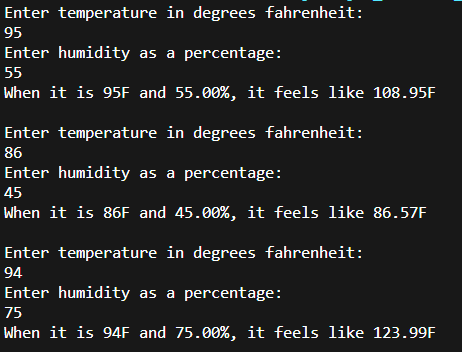 Enter temperature in degrees fahrenheit:
95
Enter humidity as a percentage:
55
When it is 95F and 55.00%, it feels like 108.95F
Enter temperature in degrees fahrenheit:
86
Enter humidity as a percentage:
45
When it is 86F and 45.00%, it feels like 86.57F
Enter temperature in degrees fahrenheit:
94
Enter humidity as a percentage:
75
When it is 94F and 75.00%, it feels like 123.99F